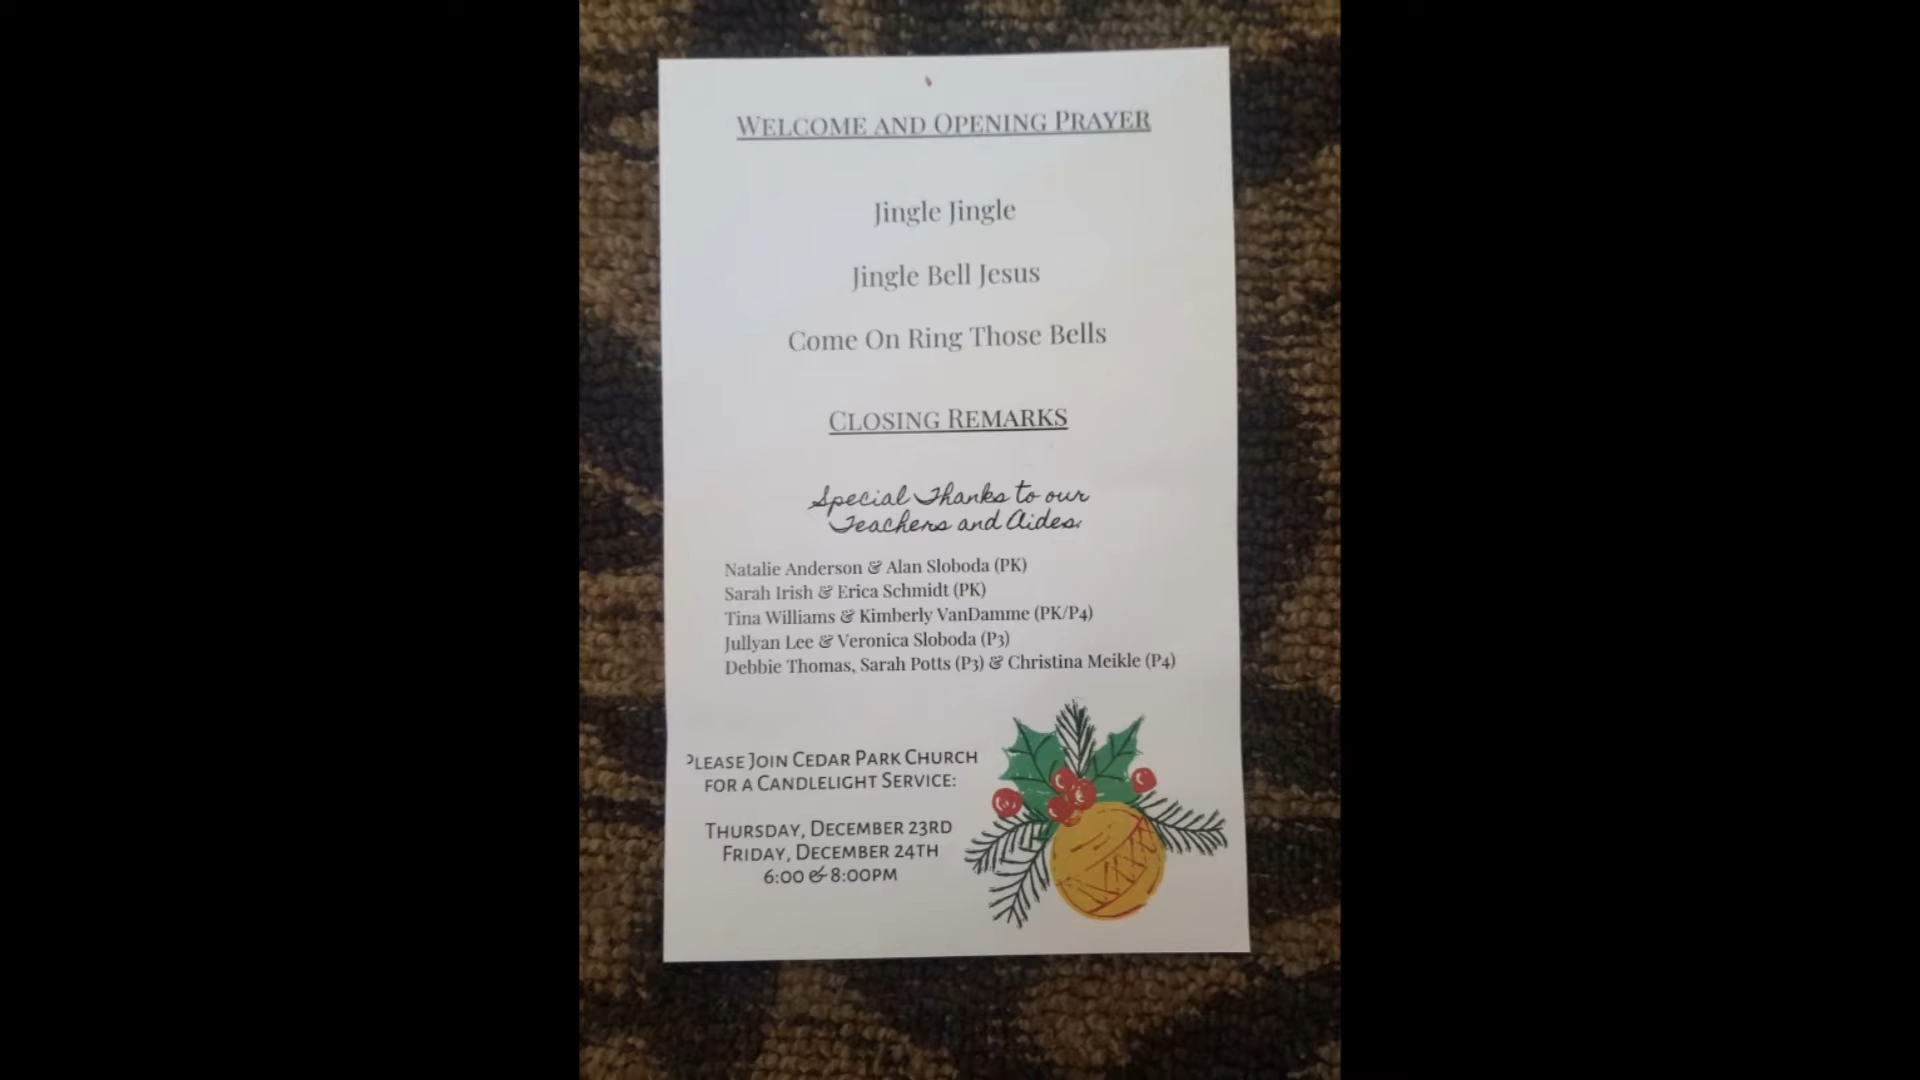 WELCOME AND OPENING PRAYER
Jingle Jingle
Jingle Bell Jesus
Come On Ring Those Bells
CLOSING REMARKS
Special Thanks to our
Teachers and Aides:
Natalie Anderson & Alan Sloboda (PK)
Sarah Irish & Erica Schmidt (PK)
Tina Williams & Kimberly VanDamme (PK/P4)
Jullyan Lee & Veronica Sloboda (P3)
Debbie Thomas, Sarah Potts (P3) & Christina Meikle (P4)
PLEASE JOIN CEDAR PARK CHURCH
FOR A CANDLELIGHT SERVICE:
THURSDAY, DECEMBER 23RD
FRIDAY, DECEMBER 24TH
6:00 & 8:00PM